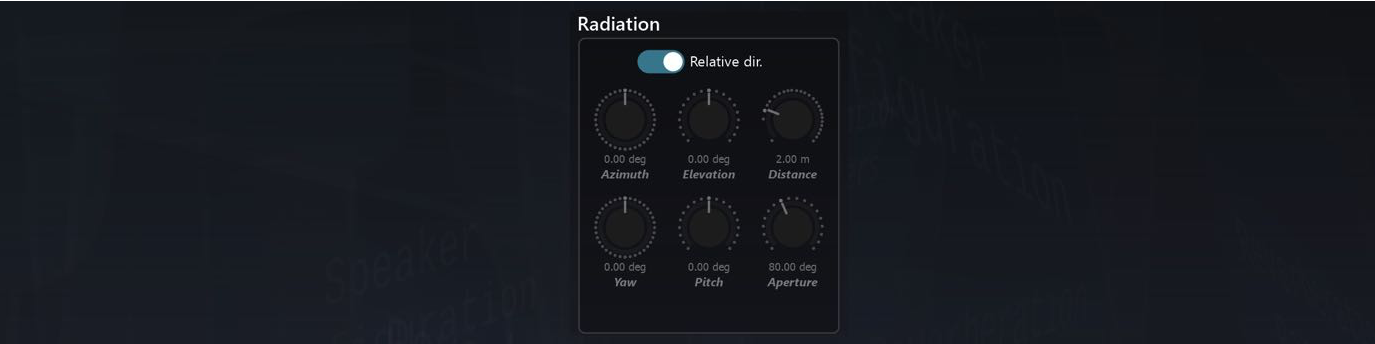 Radiation
Relative dir.
0.00 deg 0.00 deg 2.00 m
Azimuth Elevation Distance
0.00 deg 0.00 deg 80.00 deg
Yaw Pitch Aperture
Speaker